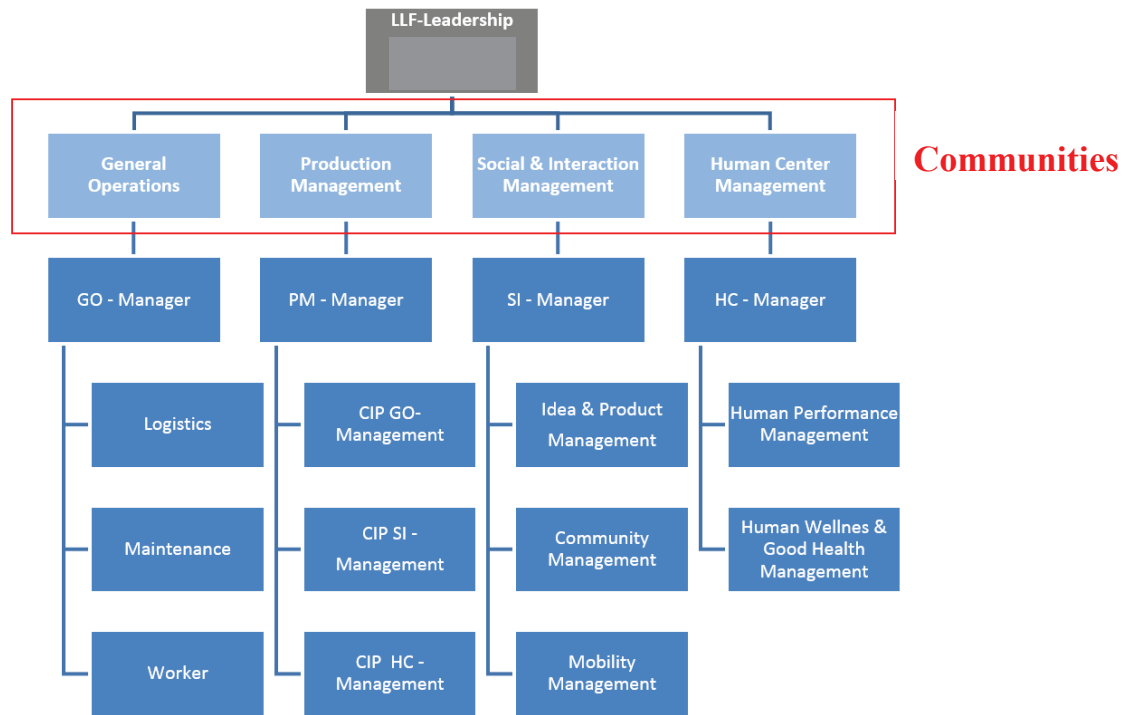 LLF-Leadership
General
Operations
Production
Management
Social & Interaction
Management
Human Center
Management
Communities
GO - Manager
PM - Manager
SI - Manager
HC - Manager
Logistics
CIP GO-
Management
Idea & Product
Management
Human Performance
Management
Maintenance
CIP SI -
Management
Community
Management
Human Wellnes &
Good Health
Management
Worker
CIP HC -
Management
Mobility
Management